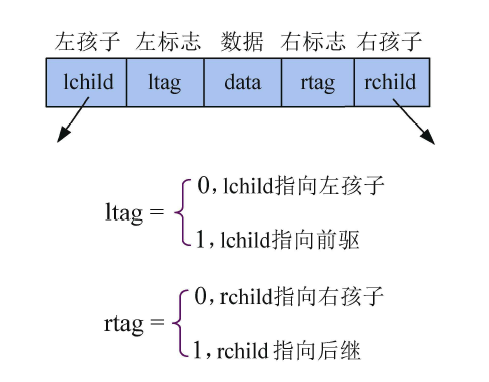 左孩子 左标志 数据 右标志 右孩子
lchild ltag data rtag rchild
0,lchild指向左孩子
ltag =
1,lchild指向前驱
0,rchild指向右孩子
rtag =
1,rchild指向后继